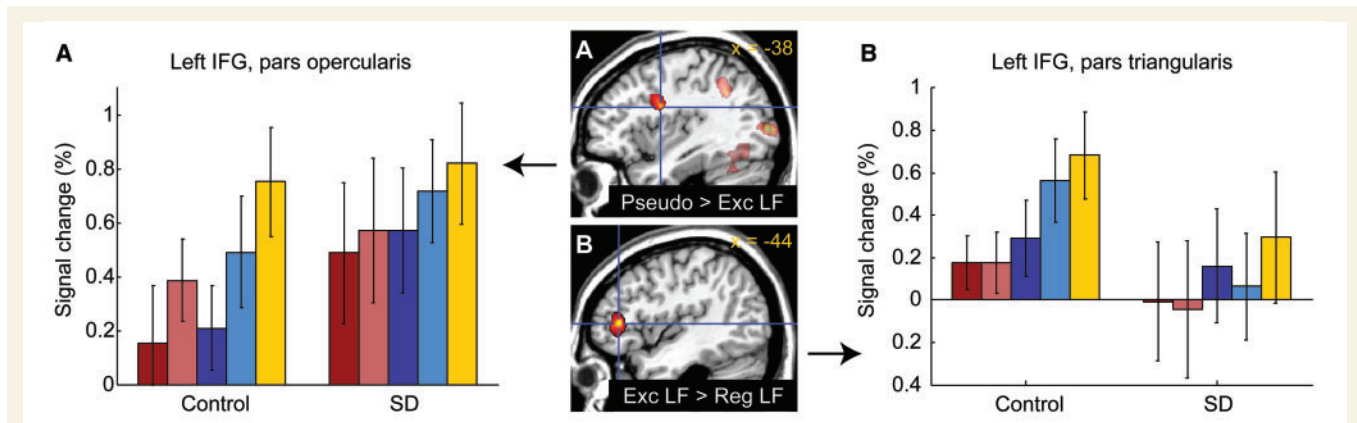 A
Left IFG, pars opercularis
Signal change (%)
1
0.8
0.6
0.4
0.2
0
Control
SD
A
x = -38
Pseudo > Exc LF
B
x = -44
Exc LF > Reg LF
B
Left IFG, pars triangularis
Signal change (%)
1
0.8
0.6
0.4
0.2
0
0.2
0.4
Control
SD